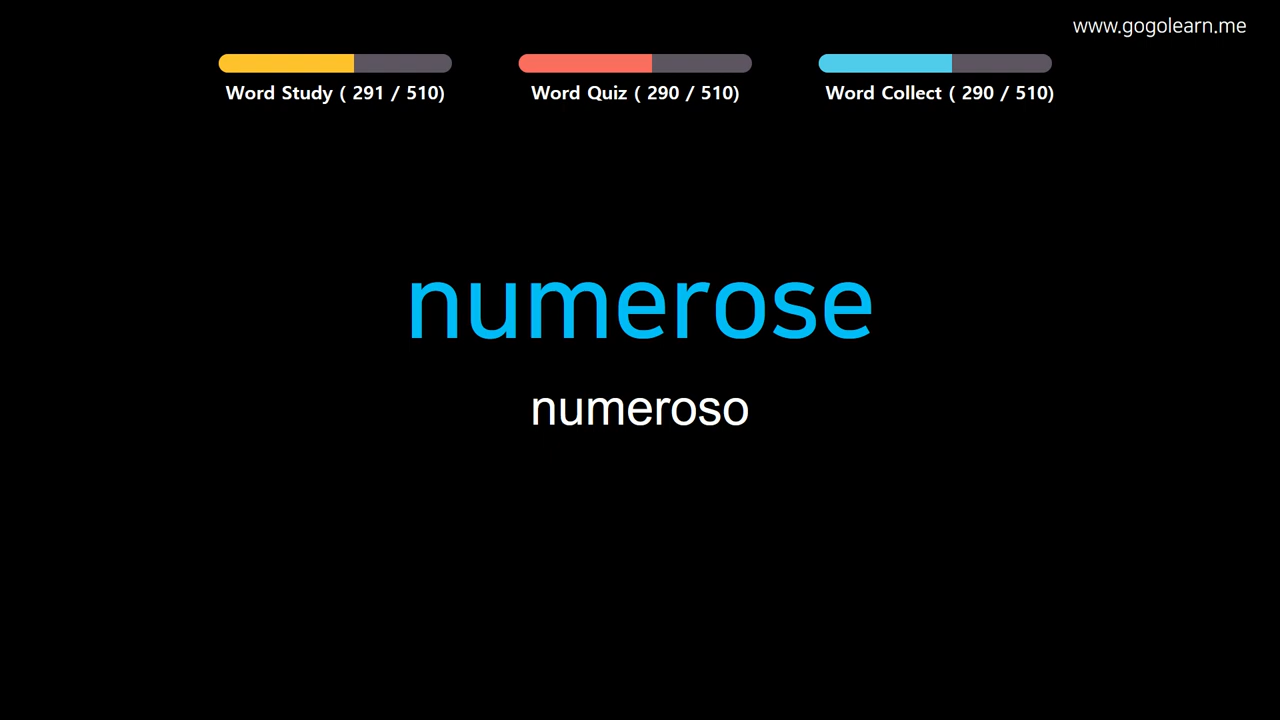 www.gogolearn.me
Word Study ( 291 / 510)
Word Quiz ( 290 / 510)
Word Collect ( 290 / 510)
numerose
numeroso